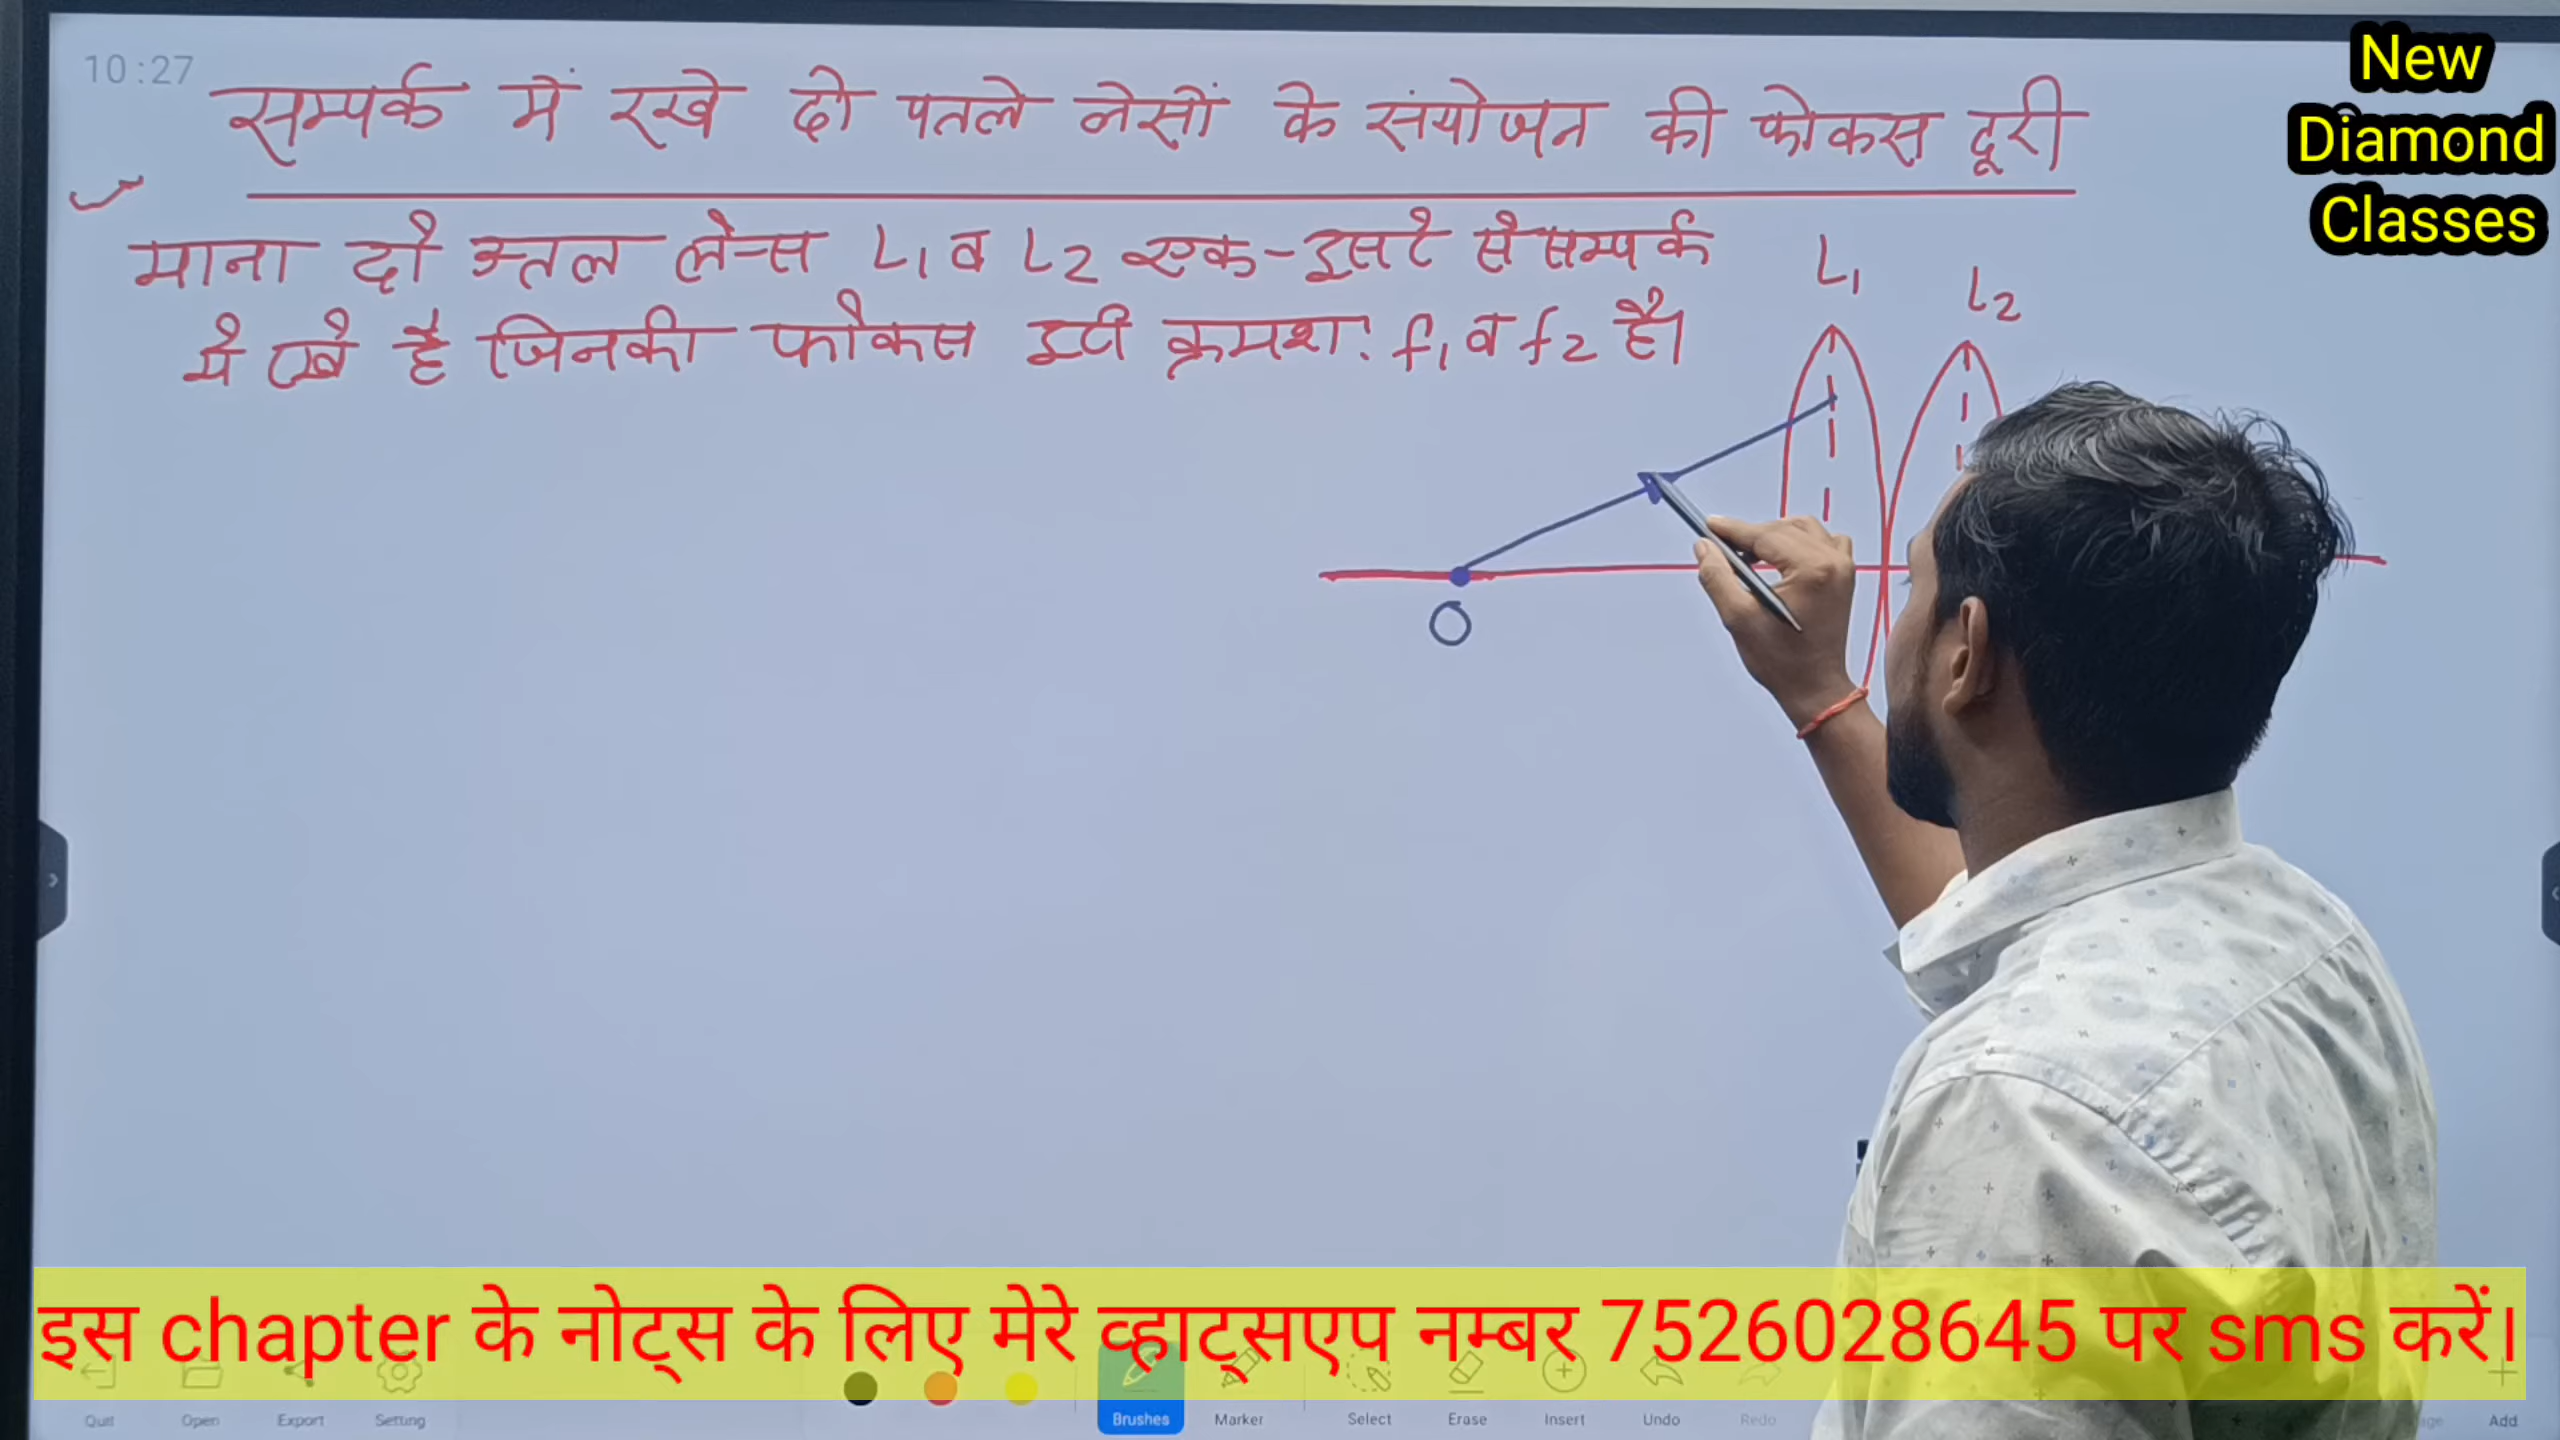 10:27
New
Diamond
Classes
सम्पर्क में रखे दो पतले लेंसों के संयोजन की फोकस दूरी
माना दो उत्तल लेन्स L1 व L2 एक-दूसरे से सम्पर्क
में रखे है जिनकी फोकस दूरी क्रमश: f1 व f2 है।
L1
L2
O
इस chapter के नोट्स के लिए मेरे व्हाट्सएप नम्बर 7526028645 पर sms करें।
Quit Open Export Setting Brushes Marker Select Erase Insert Undo Redo Add